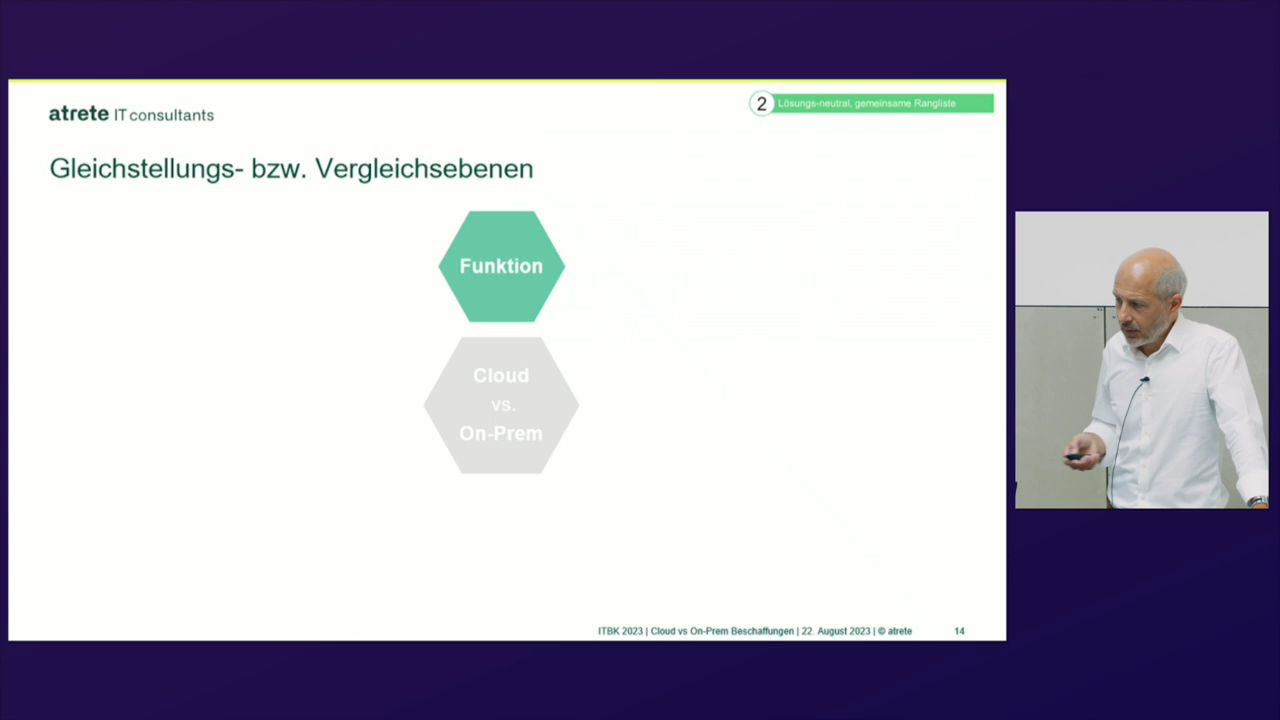 atrete IT consultants
2 Lösungs-neutral, gemeinsame Rangliste
Gleichstellungs- bzw. Vergleichsebenen
Funktion
Cloud
vs.
On-Prem
ITBK 2023 | Cloud vs On-Prem Beschaffungen | 22. August 2023 | © atrete 14